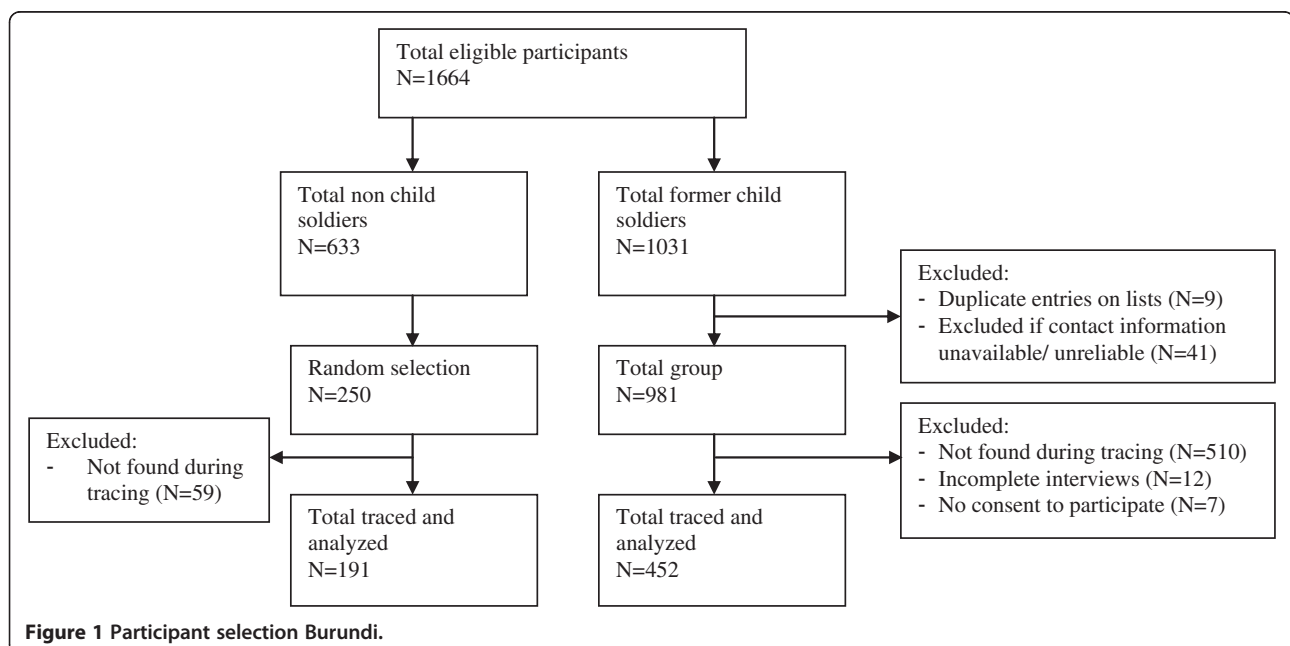 Total eligible participants
N=1664
Total non child
soldiers
N=633
Total former child
soldiers
N=1031
Excluded:
- Duplicate entries on lists (N=9)
- Excluded if contact information
unavailable/ unreliable (N=41)
Random selection
N=250
Total group
N=981
Excluded:
- Not found during
tracing (N=59)
Excluded:
- Not found during tracing (N=510)
- Incomplete interviews (N=12)
- No consent to participate (N=7)
Total traced and
analyzed
N=191
Total traced and
analyzed
N=452
Figure 1 Participant selection Burundi.